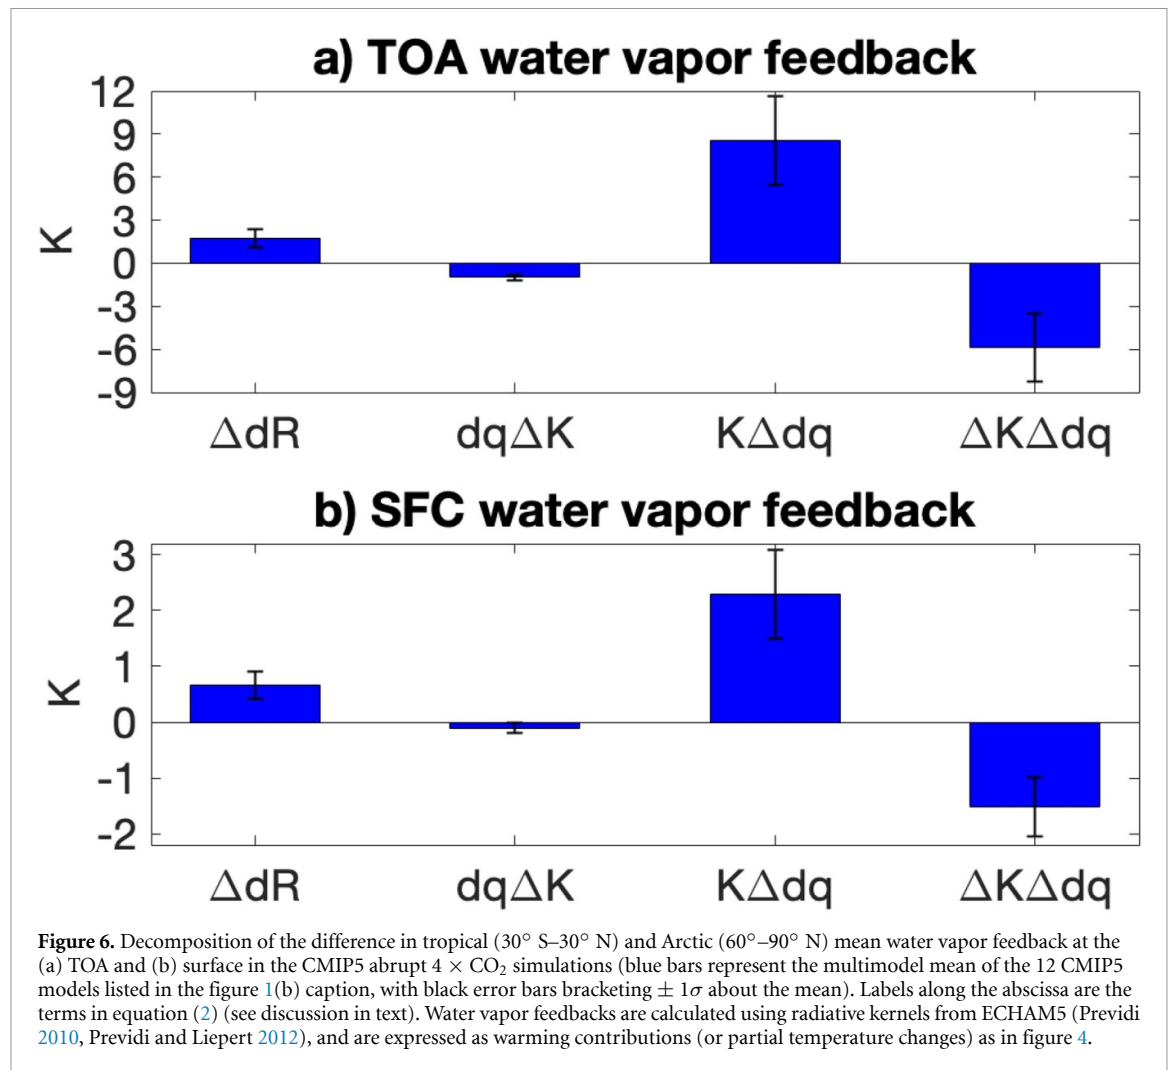 a) TOA water vapor feedback
12
9
6
3
0
-3
-6
-9
K
ΔdR dqΔK KΔdq ΔKΔdq
b) SFC water vapor feedback
3
2
1
0
-1
-2
K
ΔdR dqΔK KΔdq ΔKΔdq
Figure 6. Decomposition of the difference in tropical (30° S–30° N) and Arctic (60°–90° N) mean water vapor feedback at the
(a) TOA and (b) surface in the CMIP5 abrupt 4 × CO₂ simulations (blue bars represent the multimodel mean of the 12 CMIP5
models listed in the figure 1(b) caption, with black error bars bracketing ± 1σ about the mean). Labels along the abscissa are the
terms in equation (2) (see discussion in text). Water vapor feedbacks are calculated using radiative kernels from ECHAM5 (Previdi
2010, Previdi and Liepert 2012), and are expressed as warming contributions (or partial temperature changes) as in figure 4.